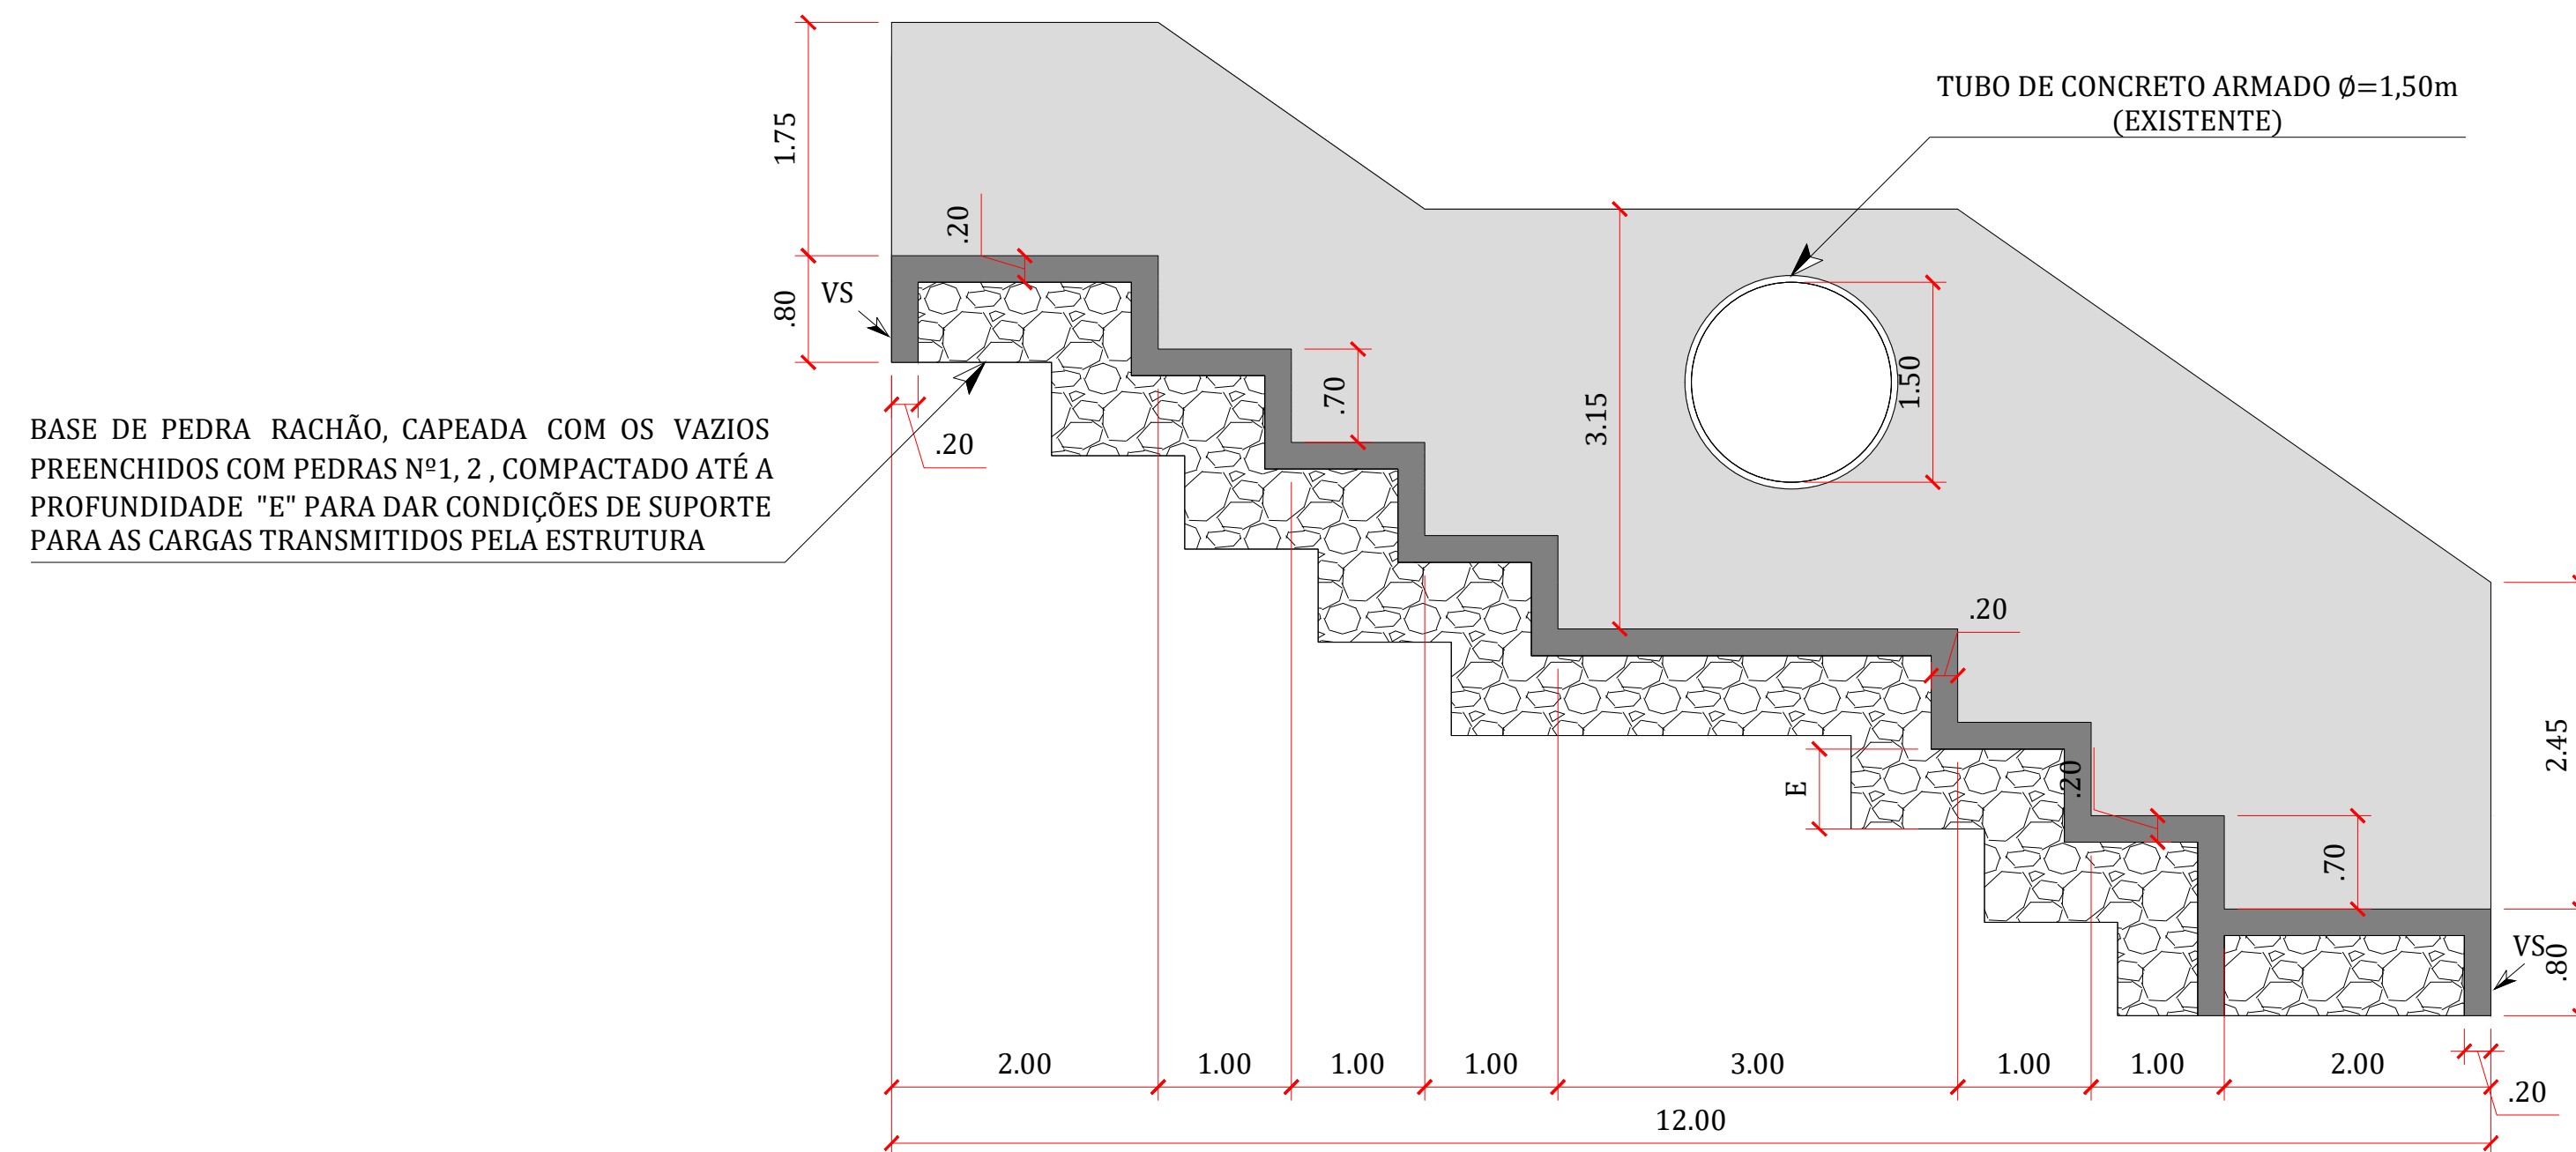 TUBO DE CONCRETO ARMADO Ø=1,50m
(EXISTENTE)
1.75
.20
.80
VS
.20
BASE DE PEDRA RACHÃO, CAPEADA COM OS VAZIOS
PREENCHIDOS COM PEDRAS Nº1, 2 , COMPACTADO ATÉ A
PROFUNDIDADE "E" PARA DAR CONDIÇÕES DE SUPORTE
PARA AS CARGAS TRANSMITIDOS PELA ESTRUTURA
.70
3.15
1.50
.20
E
.20
.70
2.45
VS
.80
2.00
1.00
1.00
1.00
3.00
1.00
1.00
2.00
.20
12.00